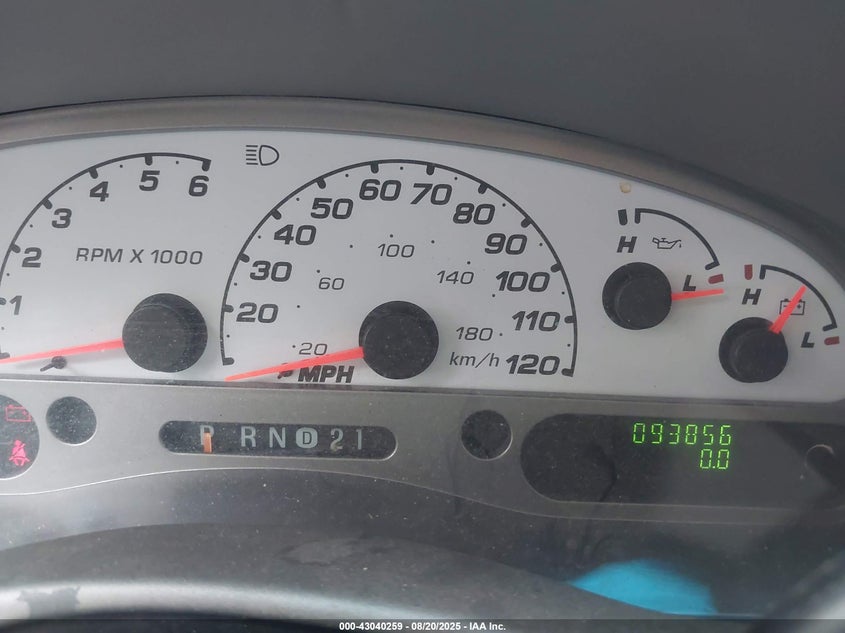 1 2 3 4 5 6
RPM X 1000
20 30 40 50 60 70 80 90 100 110 120
20 60 100 140 180
km/h
MPH
H L
H L
P R N D 2 1
093856
0.0
000-43040259 - 08/20/2025 - IAA Inc.